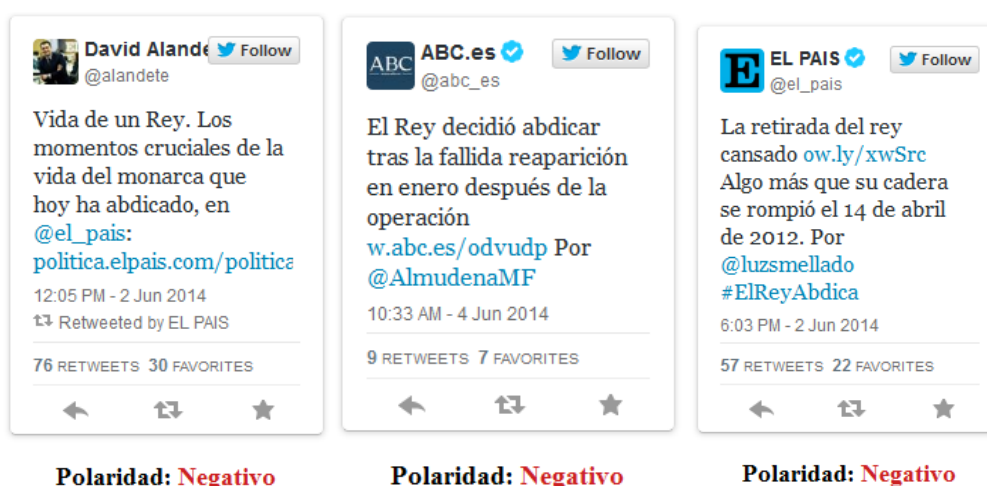 David Alande
Follow
@alandete
Vida de un Rey. Los
momentos cruciales de la
vida del monarca que
hoy ha abdicado, en
@el_pais:
politica.elpais.com/politica
12:05 PM - 2 Jun 2014
Retweeted by EL PAIS
76 RETWEETS 30 FAVORITES
Polaridad: Negativo
ABC
ABC.es
Follow
@abc_es
El Rey decidió abdicar
tras la fallida reaparición
en enero después de la
operación
w.abc.es/odvudp Por
@AlmudenaMF
10:33 AM - 4 Jun 2014
9 RETWEETS 7 FAVORITES
Polaridad: Negativo
E
EL PAIS
Follow
@el_pais
La retirada del rey
cansado ow.ly/xwSrc
Algo más que su cadera
se rompió el 14 de abril
de 2012. Por
@luzsmellado
#ElReyAbdica
6:03 PM - 2 Jun 2014
57 RETWEETS 22 FAVORITES
Polaridad: Negativo